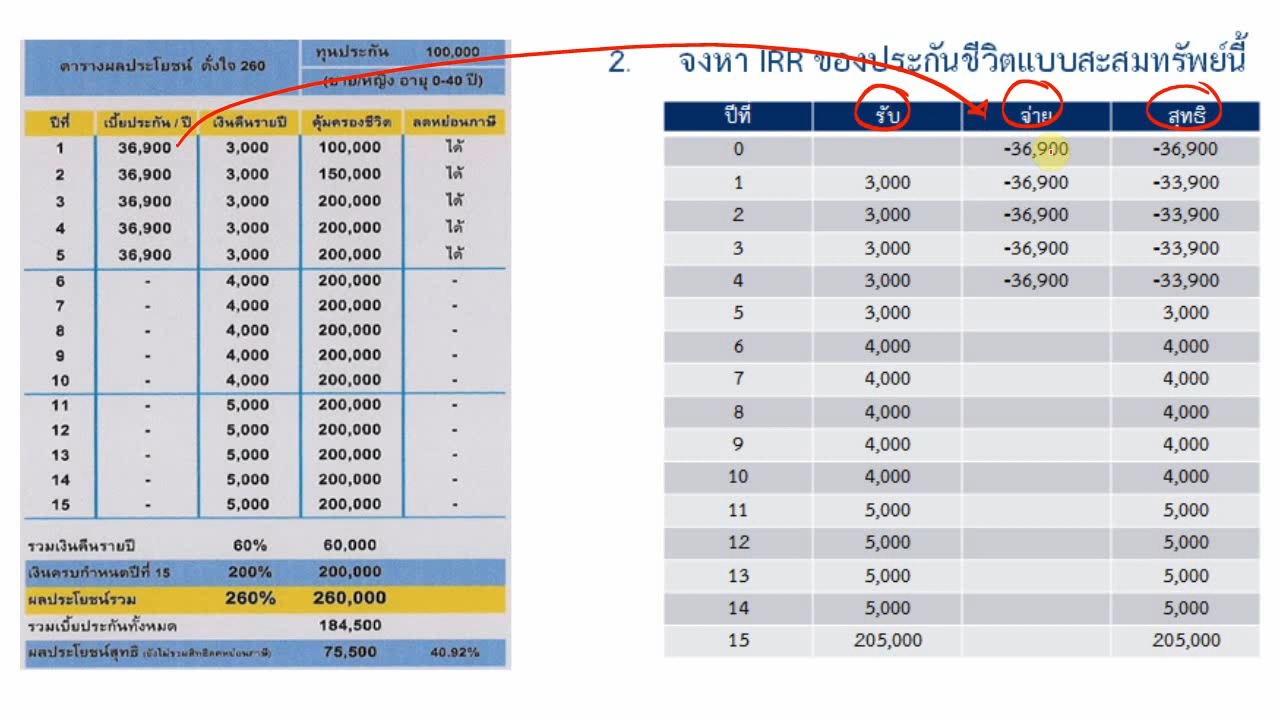 ตารางผลประโยชน์ ตั้งใจ 260
ทุนประกัน 100,000
(ชาย/หญิง อายุ 0-40 ปี)
ปีที่ เบี้ยประกัน / ปี เงินคืนรายปี คุ้มครองชีวิต ลดหย่อนภาษี
1 36,900 3,000 100,000 ได้
2 36,900 3,000 150,000 ได้
3 36,900 3,000 200,000 ได้
4 36,900 3,000 200,000 ได้
5 36,900 3,000 200,000 ได้
6 - 4,000 200,000 -
7 - 4,000 200,000 -
8 - 4,000 200,000 -
9 - 4,000 200,000 -
10 - 4,000 200,000 -
11 - 5,000 200,000 -
12 - 5,000 200,000 -
13 - 5,000 200,000 -
14 - 5,000 200,000 -
15 - 5,000 200,000 -
รวมเงินคืนรายปี 60% 60,000
เงินครบกำหนดปีที่ 15 200% 200,000
ผลประโยชน์รวม 260% 260,000
รวมเบี้ยประกันทั้งหมด 184,500
ผลประโยชน์สุทธิ (ยังไม่รวมสิทธิลดหย่อนภาษี) 75,500 40.92%
2. จงหา IRR ของประกันชีวิตแบบสะสมทรัพย์นี้
ปีที่ รับ จ่าย สุทธิ
0 -36,900 -36,900
1 3,000 -36,900 -33,900
2 3,000 -36,900 -33,900
3 3,000 -36,900 -33,900
4 3,000 -36,900 -33,900
5 3,000 3,000
6 4,000 4,000
7 4,000 4,000
8 4,000 4,000
9 4,000 4,000
10 4,000 4,000
11 5,000 5,000
12 5,000 5,000
13 5,000 5,000
14 5,000 5,000
15 205,000 205,000